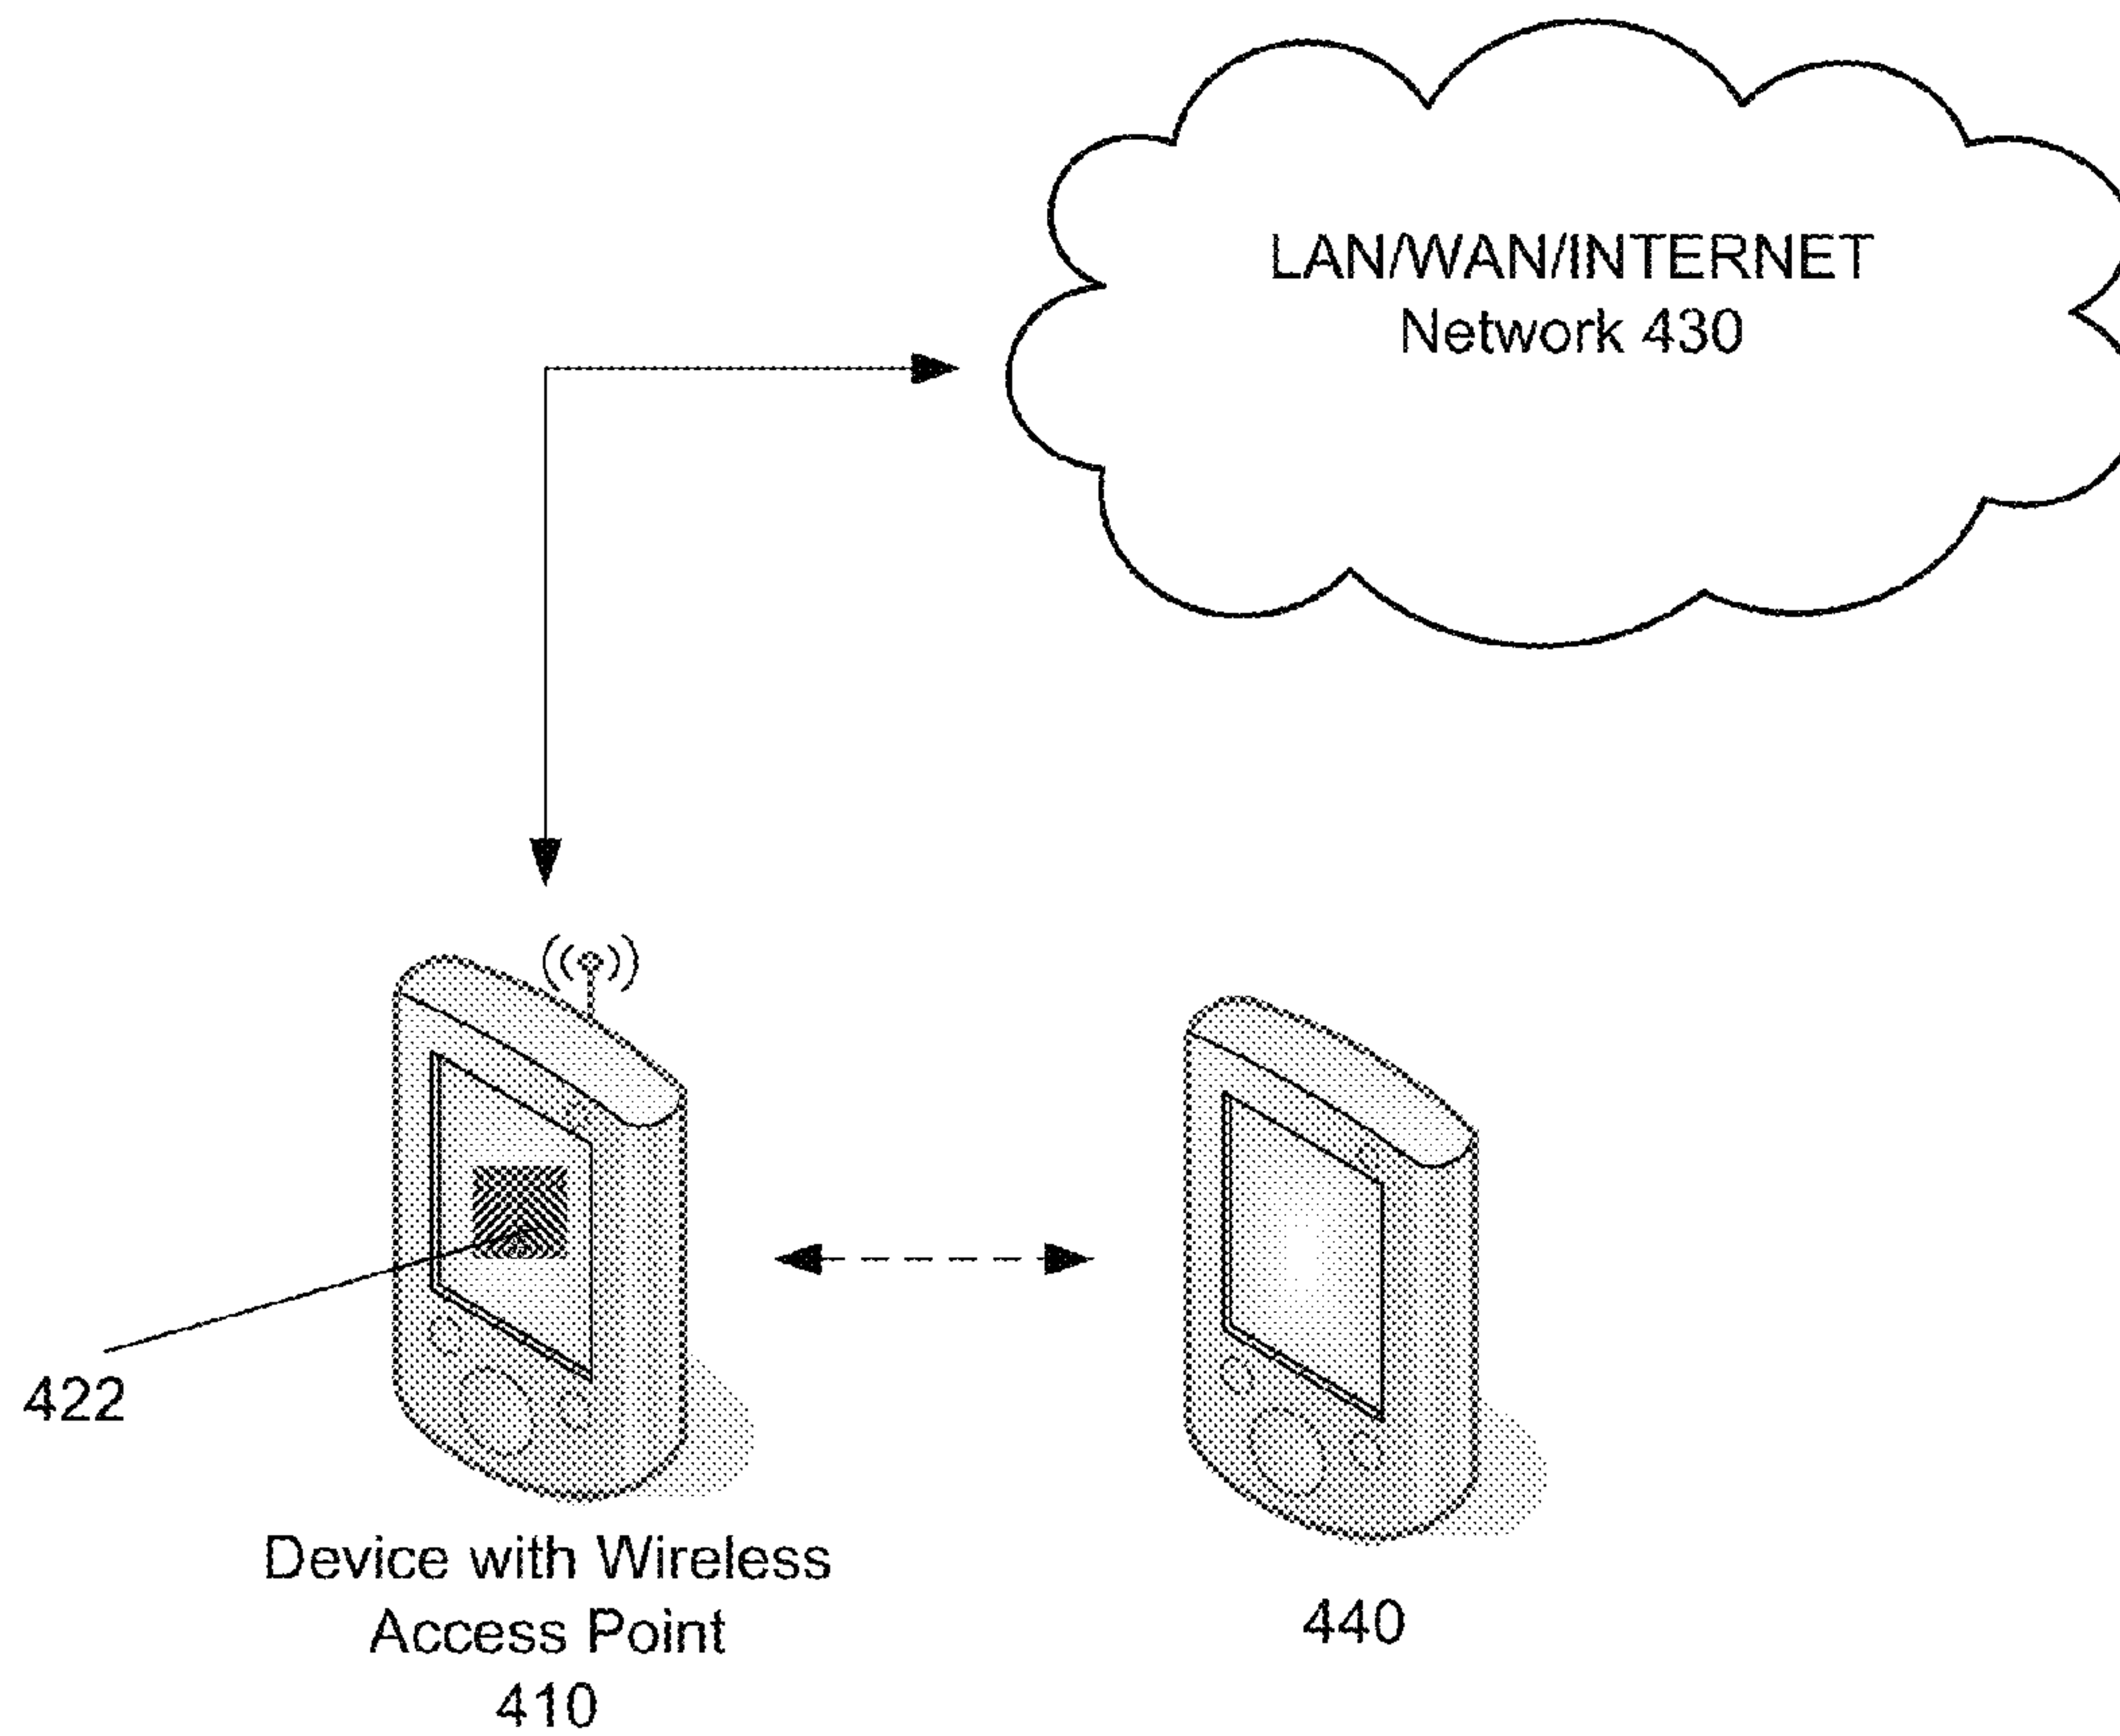 LAN/WAN/INTERNET
Network 430
422
Device with Wireless
Access Point
410
440